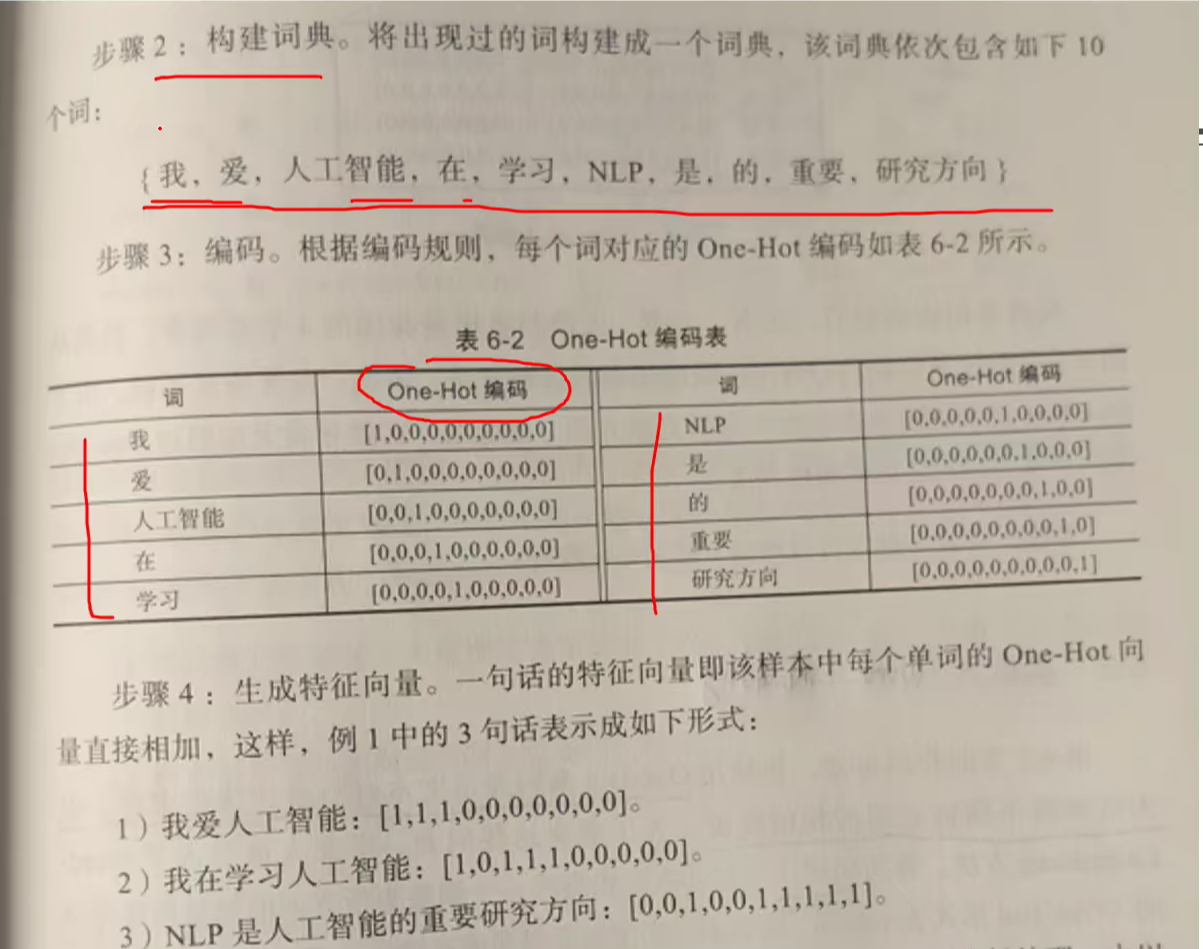 步骤 2：构建词典。将出现过的词构建成一个词典，该词典依次包含如下 10
个词：
{ 我，爱，人工智能，在，学习，NLP，是，的，重要，研究方向 }
步骤 3：编码。根据编码规则，每个词对应的 One-Hot 编码如表 6-2 所示。
表 6-2 One-Hot 编码表
词 One-Hot 编码 词 One-Hot 编码
我 [1,0,0,0,0,0,0,0,0,0] NLP [0,0,0,0,0,1,0,0,0,0]
爱 [0,1,0,0,0,0,0,0,0,0] 是 [0,0,0,0,0,0,1,0,0,0]
人工智能 [0,0,1,0,0,0,0,0,0,0] 的 [0,0,0,0,0,0,0,1,0,0]
在 [0,0,0,1,0,0,0,0,0,0] 重要 [0,0,0,0,0,0,0,0,1,0]
学习 [0,0,0,0,1,0,0,0,0,0] 研究方向 [0,0,0,0,0,0,0,0,0,1]
步骤 4：生成特征向量。一句话的特征向量即该样本中每个单词的 One-Hot 向
量直接相加，这样，例 1 中的 3 句话表示成如下形式：
1）我爱人工智能：[1,1,1,0,0,0,0,0,0,0]。
2）我在学习人工智能：[1,0,1,1,1,0,0,0,0,0]。
3）NLP 是人工智能的重要研究方向：[0,0,1,0,0,1,1,1,1,1]。